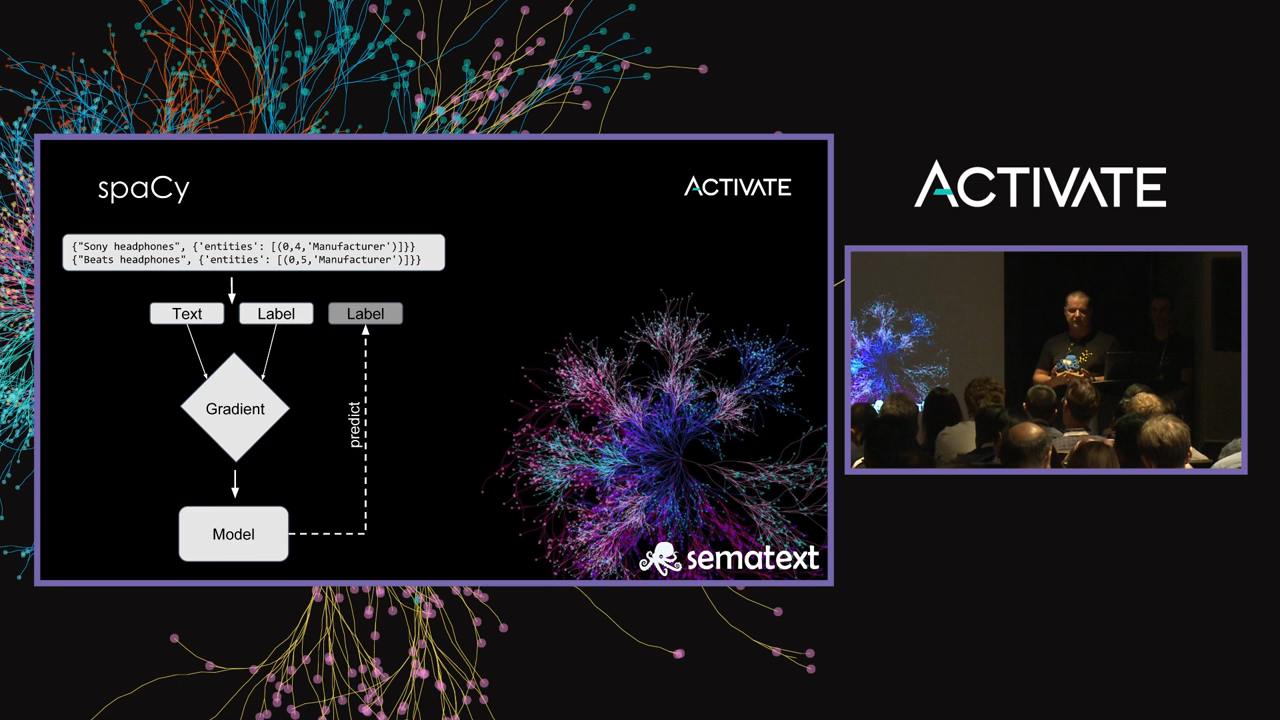 spaCy
ACTIVATE
{"Sony headphones", {'entities': [(0,4,'Manufacturer')]}}
{"Beats headphones", {'entities': [(0,5,'Manufacturer')]}}
Text
Label
Label
Gradient
predict
Model
sematext
ACTIVATE